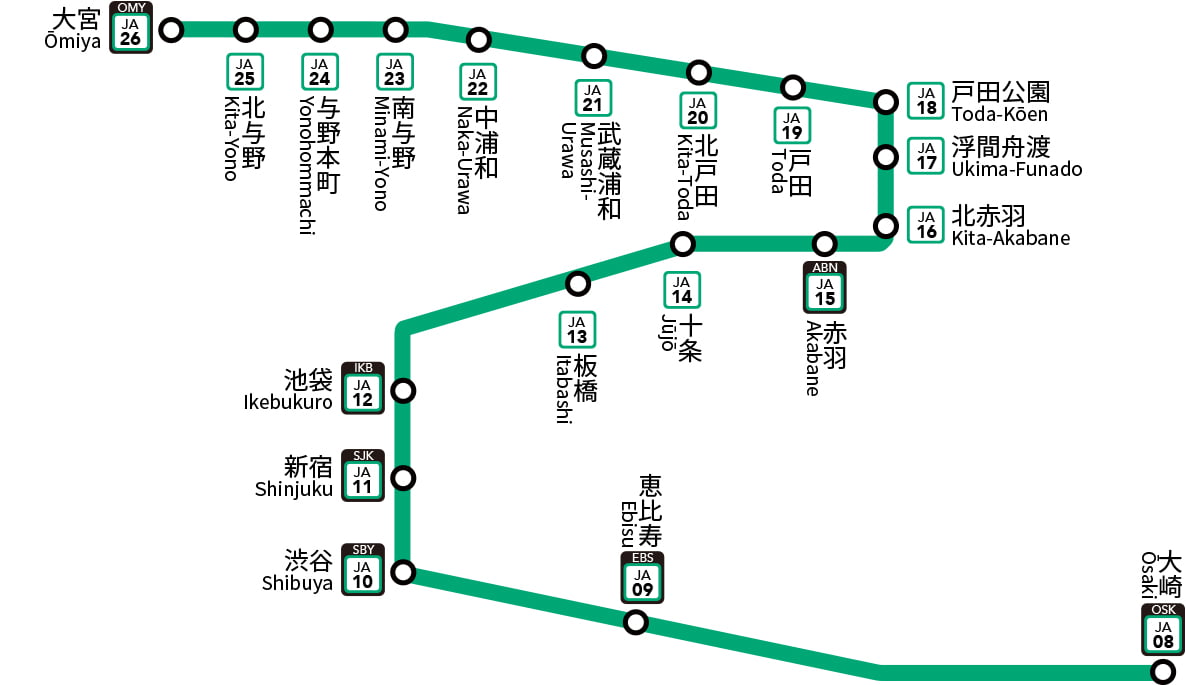 大宮
Ōmiya
OMY
JA
26
JA
25
北与野
Kita-Yono
JA
24
与野本町
Yonohommachi
JA
23
南与野
Minami-Yono
JA
22
中浦和
Naka-Urawa
JA
21
武蔵浦和
Musashi-
Urawa
JA
20
北戸田
Kita-Toda
JA
19
戸田
Toda
JA
18
戸田公園
Toda-Kōen
JA
17
浮間舟渡
Ukima-Funado
JA
16
北赤羽
Kita-Akabane
ABN
JA
15
赤羽
Akabane
JA
14
十条
Jūjō
JA
13
板橋
Itabashi
池袋
Ikebukuro
IKB
JA
12
新宿
Shinjuku
SJK
JA
11
渋谷
Shibuya
SBY
JA
10
恵比寿
Ebisu
EBS
JA
09
大崎
Ōsaki
OSK
JA
08